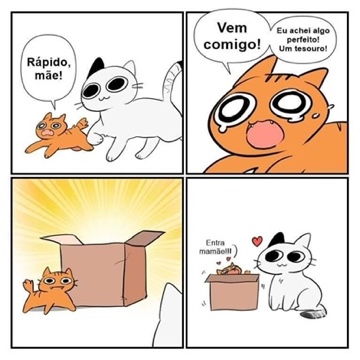 Rápido,
mãe!
Vem
comigo!
Eu achei algo
perfeito!
Um tesouro!
Entra
mamãe!!!